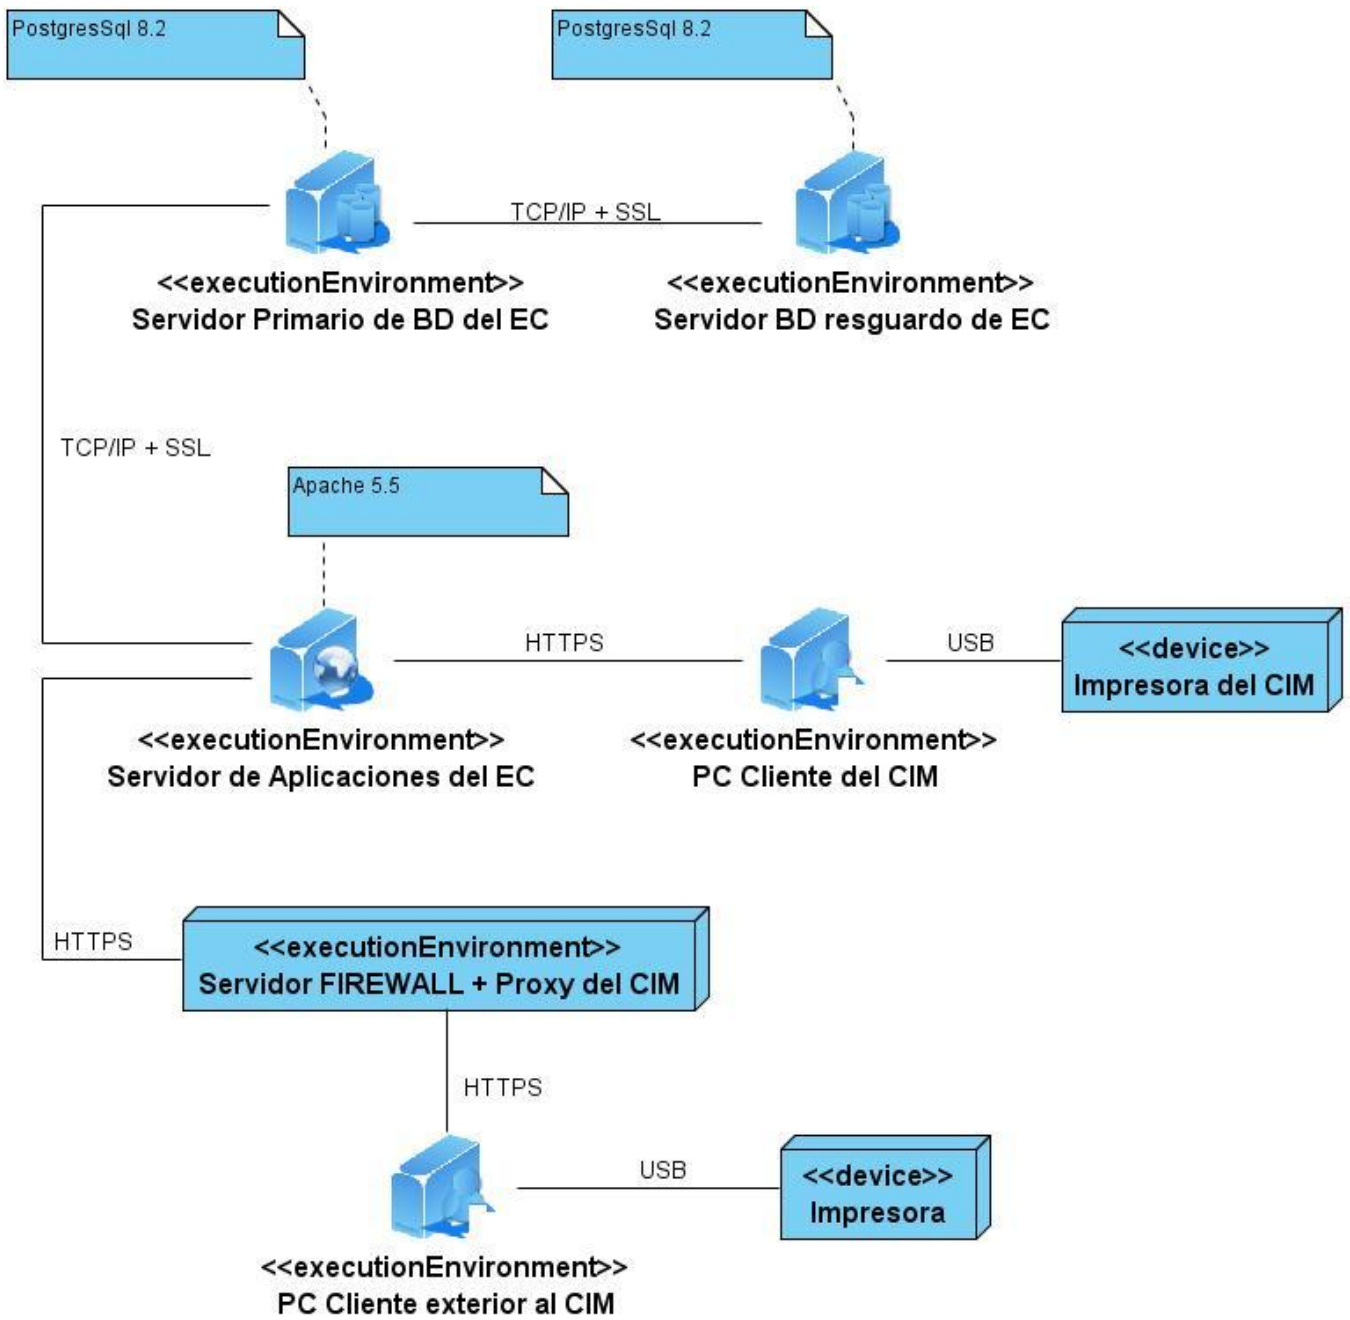 PostgresSql 8.2
PostgresSql 8.2
TCP/IP + SSL
<<executionEnvironment>>
Servidor Primario de BD del EC
<<executionEnvironment>>
Servidor BD resguardo de EC
TCP/IP + SSL
Apache 5.5
HTTPS
USB
<<device>>
Impresora del CIM
<<executionEnvironment>>
Servidor de Aplicaciones del EC
<<executionEnvironment>>
PC Cliente del CIM
HTTPS
<<executionEnvironment>>
Servidor FIREWALL + Proxy del CIM
HTTPS
USB
<<device>>
Impresora
<<executionEnvironment>>
PC Cliente exterior al CIM